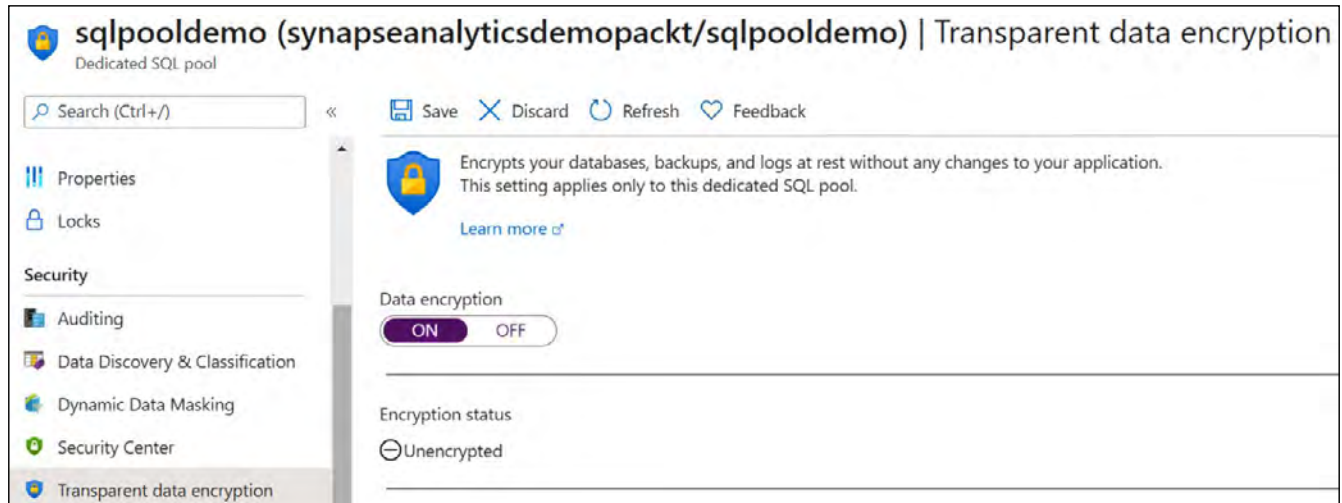 sqlpooldemo (synapseanalyticsdemopackt/sqlpooldemo) | Transparent data encryption
Dedicated SQL pool
Search (Ctrl+/)
«
Save
Discard
Refresh
Feedback
Properties
Locks
Security
Auditing
Data Discovery & Classification
Dynamic Data Masking
Security Center
Transparent data encryption
Encrypts your databases, backups, and logs at rest without any changes to your application.
This setting applies only to this dedicated SQL pool.
Learn more
Data encryption
ON OFF
Encryption status
Unencrypted